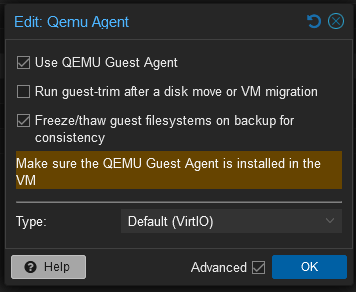 Edit: Qemu Agent
Use QEMU Guest Agent
Run guest-trim after a disk move or VM migration
Freeze/thaw guest filesystems on backup for
consistency
Make sure the QEMU Guest Agent is installed in the
VM
Type: Default (VirtIO)
Help Advanced OK